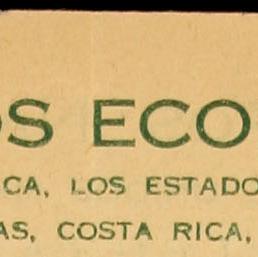 OS ECO
CA, LOS ESTADO
AS, COSTA RICA,